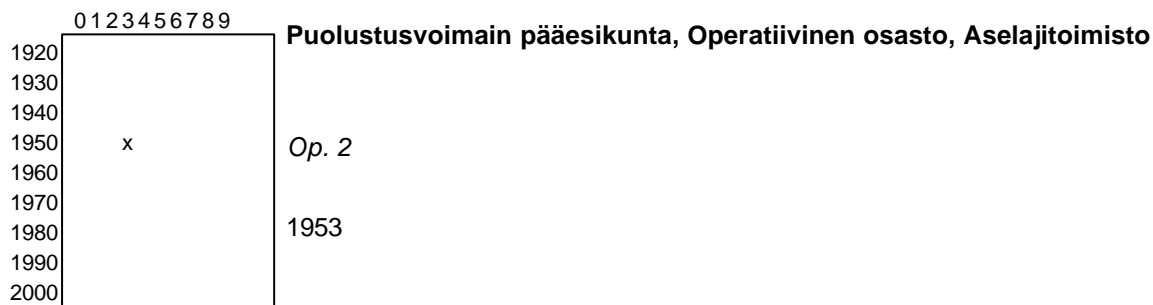 0 1 2 3 4 5 6 7 8 9
Puolustusvoimain pääesikunta, Operatiivinen osasto, Aselajitoimisto
1920
1930
1940
1950 x
Op. 2
1960
1970
1980
1953
1990
2000